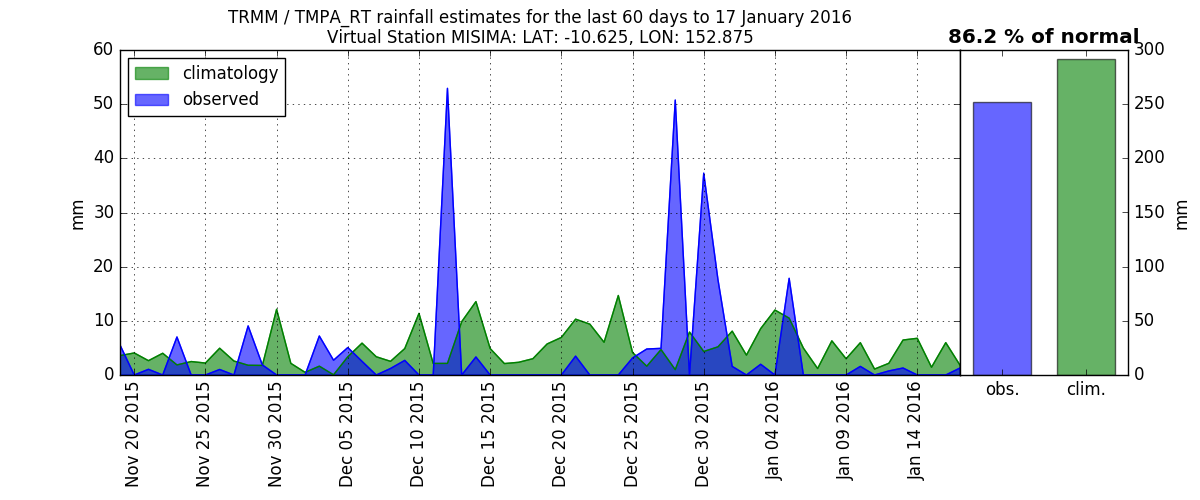 TRMM / TMPA_RT rainfall estimates for the last 60 days to 17 January 2016
Virtual Station MISIMA: LAT: -10.625, LON: 152.875
86.2 % of normal
climatology
observed
60
50
40
30
20
10
0
mm
Nov 20 2015
Nov 25 2015
Nov 30 2015
Dec 05 2015
Dec 10 2015
Dec 15 2015
Dec 20 2015
Dec 25 2015
Dec 30 2015
Jan 04 2016
Jan 09 2016
Jan 14 2016
obs.
clim.
300
250
200
150
100
50
0
mm